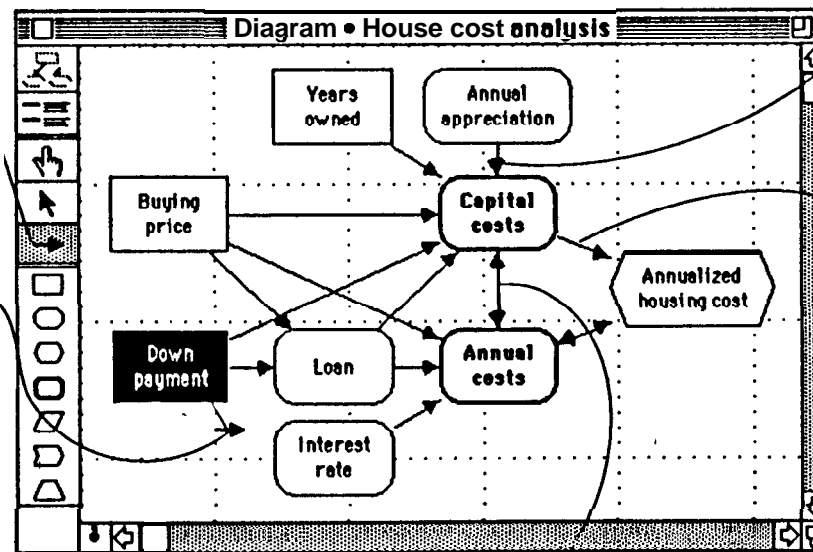 Diagram • House cost analysis
Years
owned
Annual
appreciation
Buying
price
Capital
costs
Annualized
housing cost
Down
payment
Loan
Annual
costs
Interest
rate